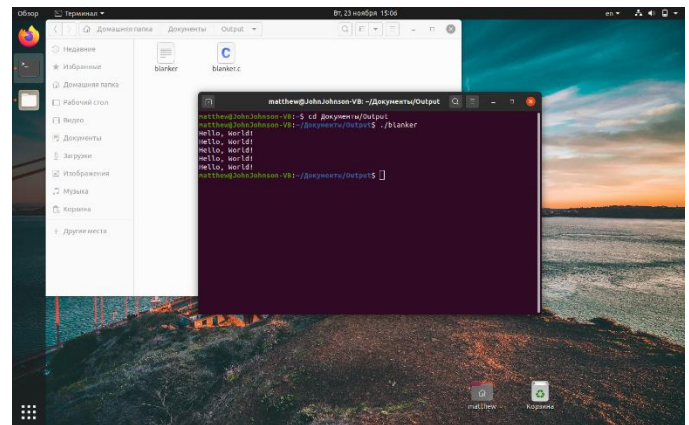 Обзор
Терминал
Вт, 23 ноября 15:06
en
Домашняя папка
Документы
Output
Недавние
Избранные
Домашняя папка
Рабочий стол
Видео
Документы
Загрузки
Изображения
Музыка
Корзина
Другие места
C
blanker
blanker.c
matthew@JohnJohnson-VB: ~/Документы/Output
matthew@JohnJohnson-VB:~$ cd Документы/Output
matthew@JohnJohnson-VB:~/Документы/Output$ ./blanker
Hello, World!
Hello, World!
Hello, World!
Hello, World!
Hello, World!
matthew@JohnJohnson-VB:~/Документы/Output$
matthew
Корзина